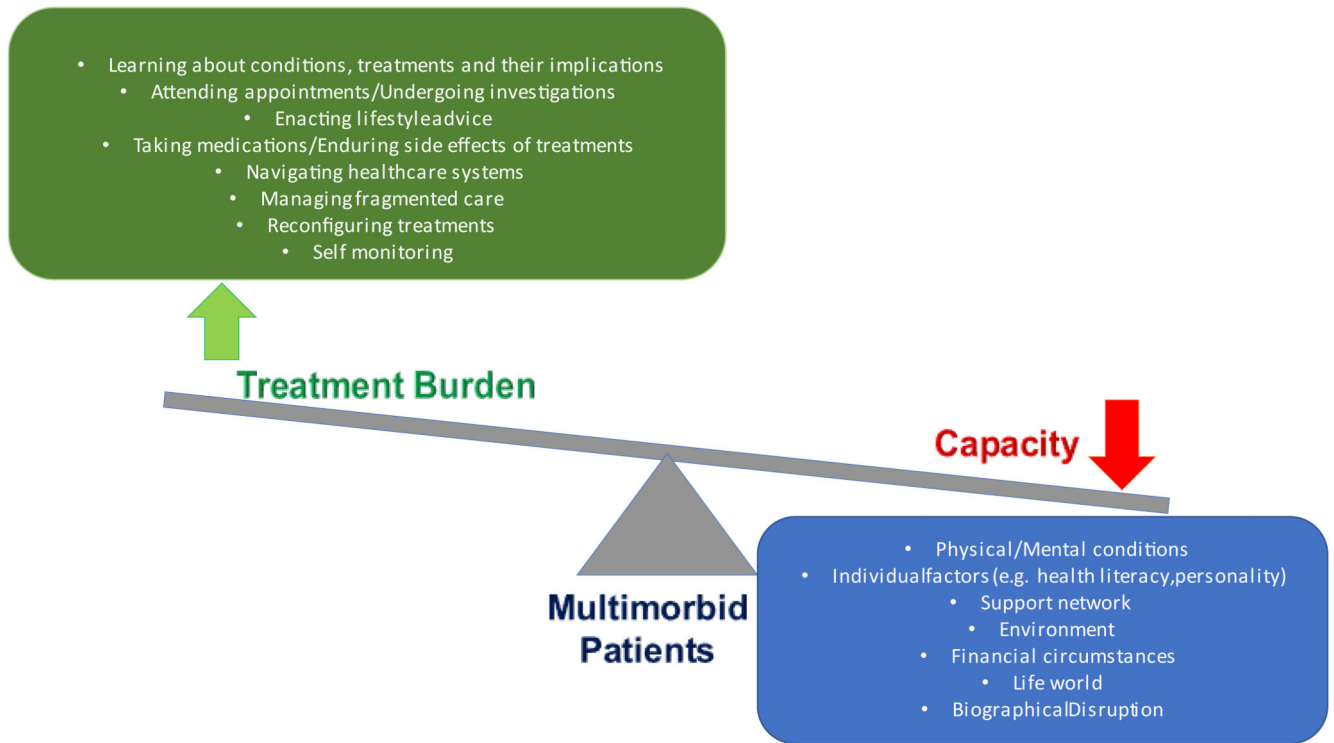 • Learning about conditions, treatments and their implications
• Attending appointments/Undergoing investigations
• Enacting lifestyleadvice
• Taking medications/Enduring side effects of treatments
• Navigating healthcare systems
• Managingfragmented care
• Reconfiguring treatments
• Self monitoring
Treatment Burden
Capacity
Multimorbid
Patients
• Physical/Mental conditions
• Individualfactors(e.g. health literacy,personality)
• Support network
• Environment
• Financial circumstances
• Life world
• BiographicalDisruption